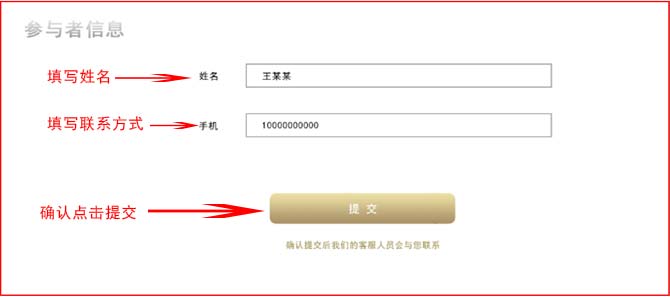 参与者信息
填写姓名 姓名 王某某
填写联系方式 手机 10000000000
确认点击提交 提 交
确认提交后我们的客服人员会与您联系